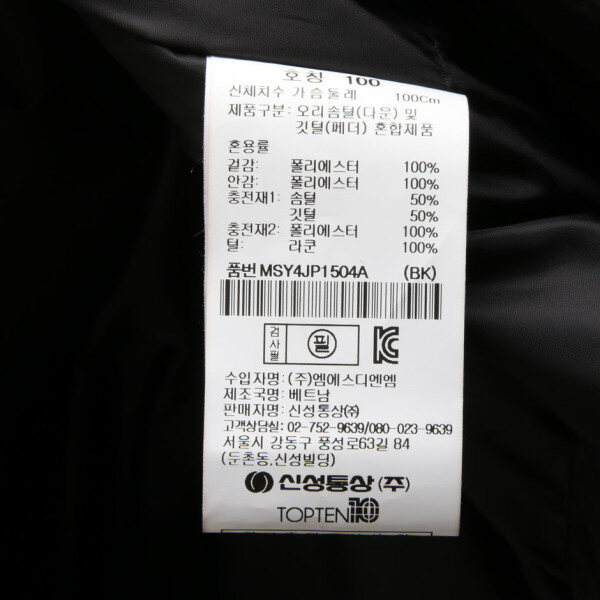 호칭 100
신체치수 가슴둘레 100Cm
제품구분: 오리솜털(다운) 및
깃털(페더) 혼합제품
혼용률
겉감: 폴리에스터 100%
안감: 폴리에스터 100%
충전재1: 솜털 50%
깃털 50%
충전재2: 폴리에스터 100%
털: 라쿤 100%
품번 MSY4JP1504A (BK)
검사필 필 KC
수입자명: (주)엠에스디엔엠
제조국명: 베트남
판매자명: 신성통상㈜
고객상담실: 02-752-9639/080-023-9639
서울시 강동구 풍성로63길 84
(둔촌동,신성빌딩)
신성통상(주)
TOPTEN10